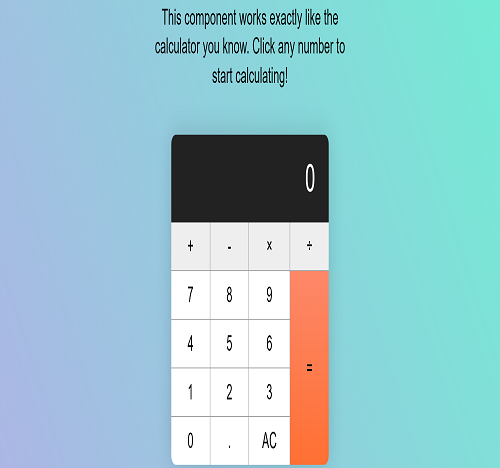 This component works exactly like the
calculator you know. Click any number to
start calculating!
0
+ - × ÷
7 8 9
4 5 6
=
1 2 3
0 . AC